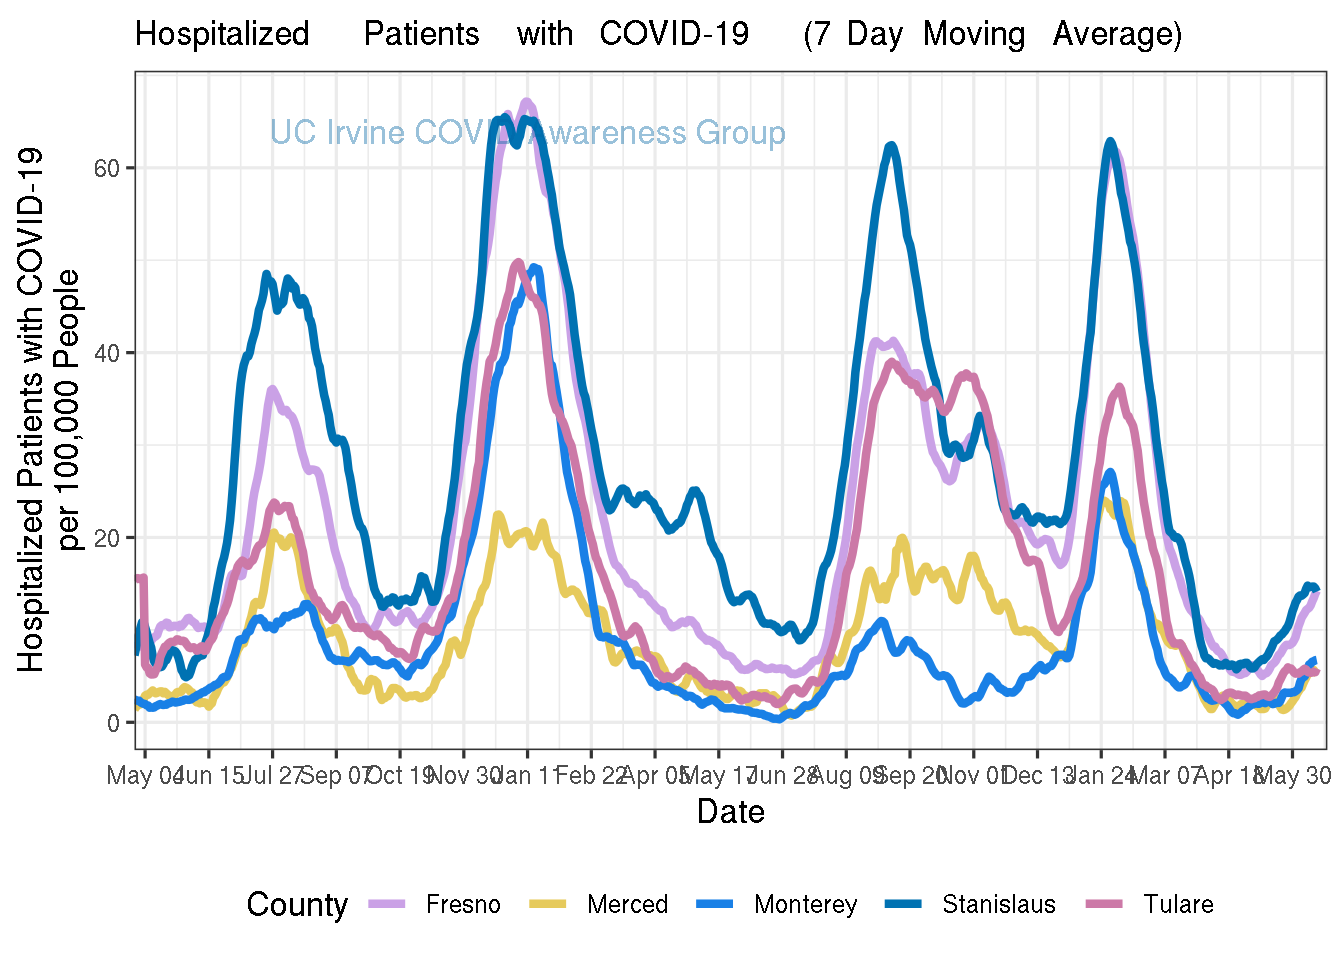 Hospitalized Patients with COVID-19 (7 Day Moving Average)
UC Irvine COVID Awareness Group
Hospitalized Patients with COVID-19
per 100,000 People
60
40
20
0
May 04 Jun 15 Jul 27 Sep 07 Oct 19 Nov 30 Jan 11 Feb 22 Apr 05 May 17 Jun 28 Aug 09 Sep 20 Nov 01 Dec 13 Jan 24 Mar 07 Apr 18 May 30
Date
County Fresno Merced Monterey Stanislaus Tulare